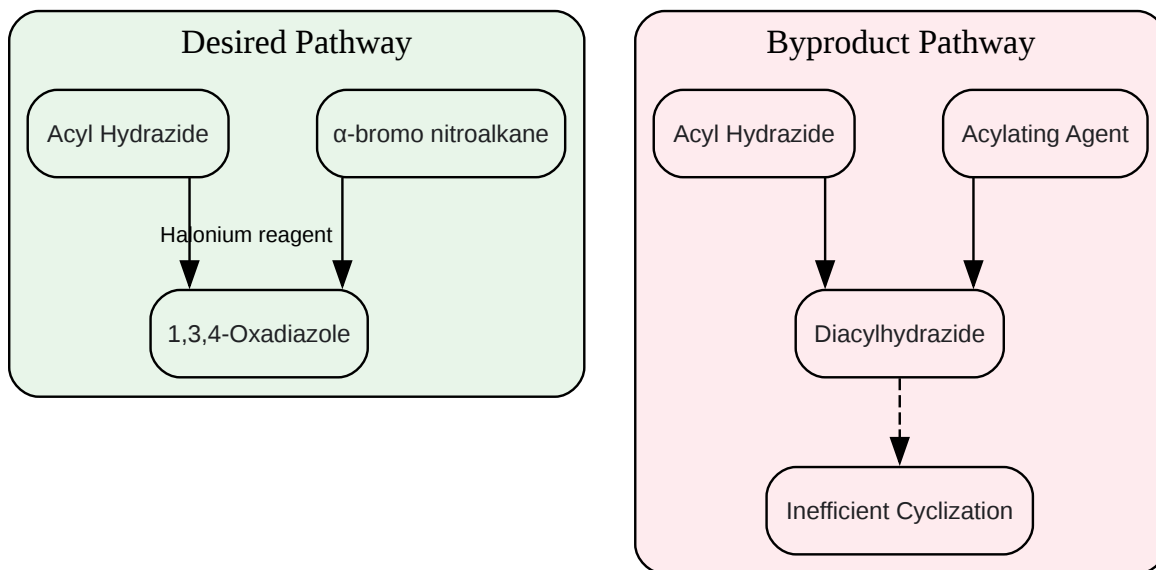 Desired Pathway
Acyl Hydrazide
α-bromo nitroalkane
Halonium reagent
1,3,4-Oxadiazole
Byproduct Pathway
Acyl Hydrazide
Acylating Agent
Diacylhydrazide
Inefficient Cyclization